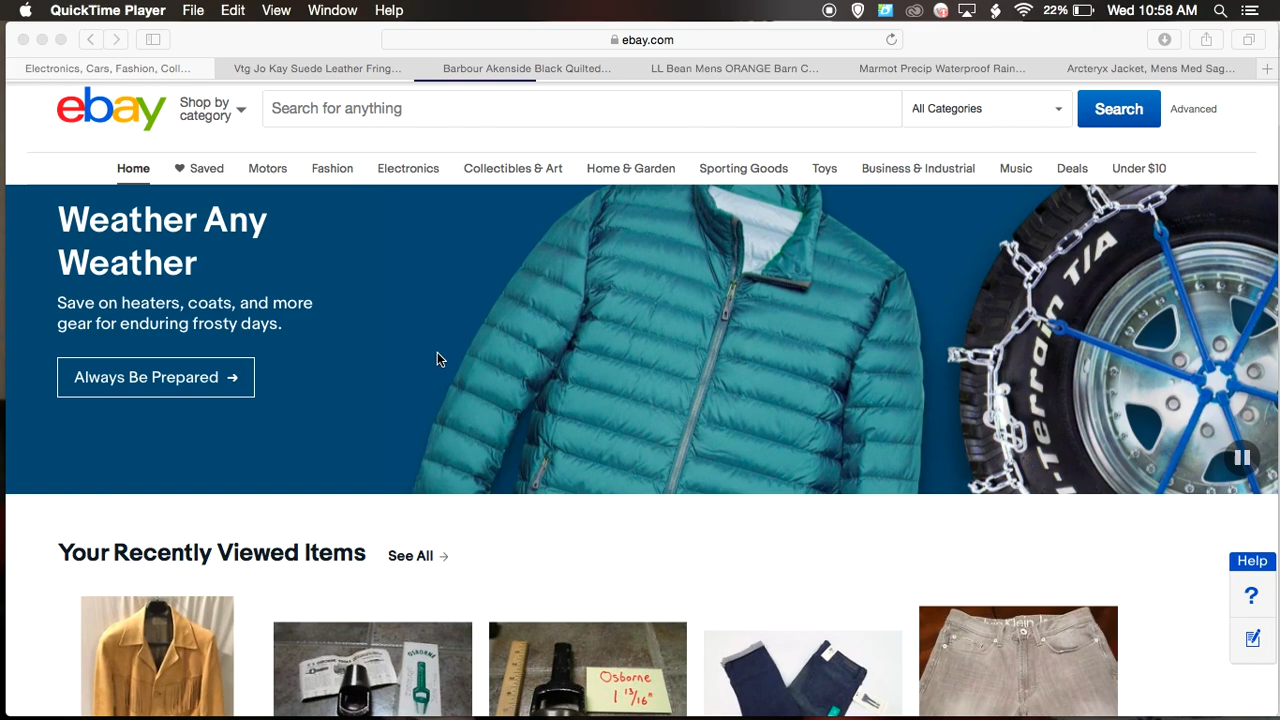 QuickTime Player File Edit View Window Help 22% Wed 10:58 AM
ebay.com
Electronics, Cars, Fashion, Coll... Vtg Jo Kay Suede Leather Fring... Barbour Akenside Black Quilted... LL Bean Mens ORANGE Barn C... Marmot Precip Waterproof Rain... Arcteryx Jacket, Mens Med Sag...
ebay Shop by category Search for anything All Categories Search Advanced
Home Saved Motors Fashion Electronics Collectibles & Art Home & Garden Sporting Goods Toys Business & Industrial Music Deals Under $10
Weather Any
Weather
Save on heaters, coats, and more
gear for enduring frosty days.
Always Be Prepared →
Terrain T/A
Your Recently Viewed Items See All →
Help
?
OSBORNE
Osborne
1 13/16"